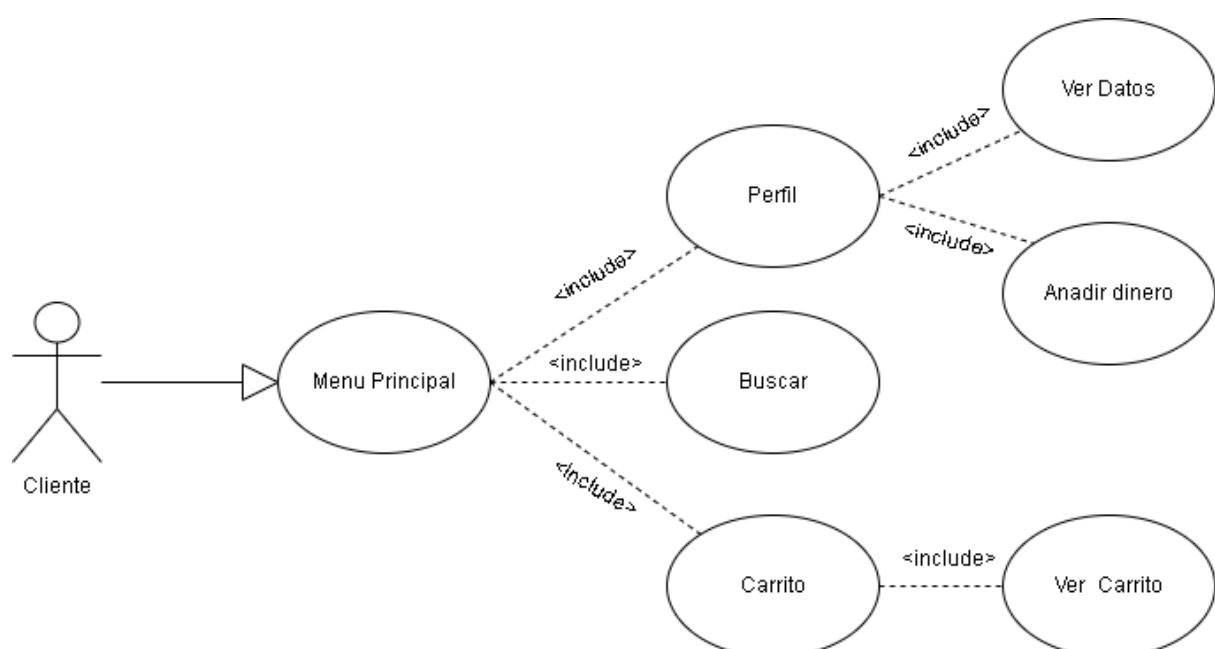 Ver Datos
<include>
Perfil
<include>
Anadir dinero
<include>
Menu Principal
<include>
Buscar
Cliente
<include>
Carrito
<include>
Ver Carrito